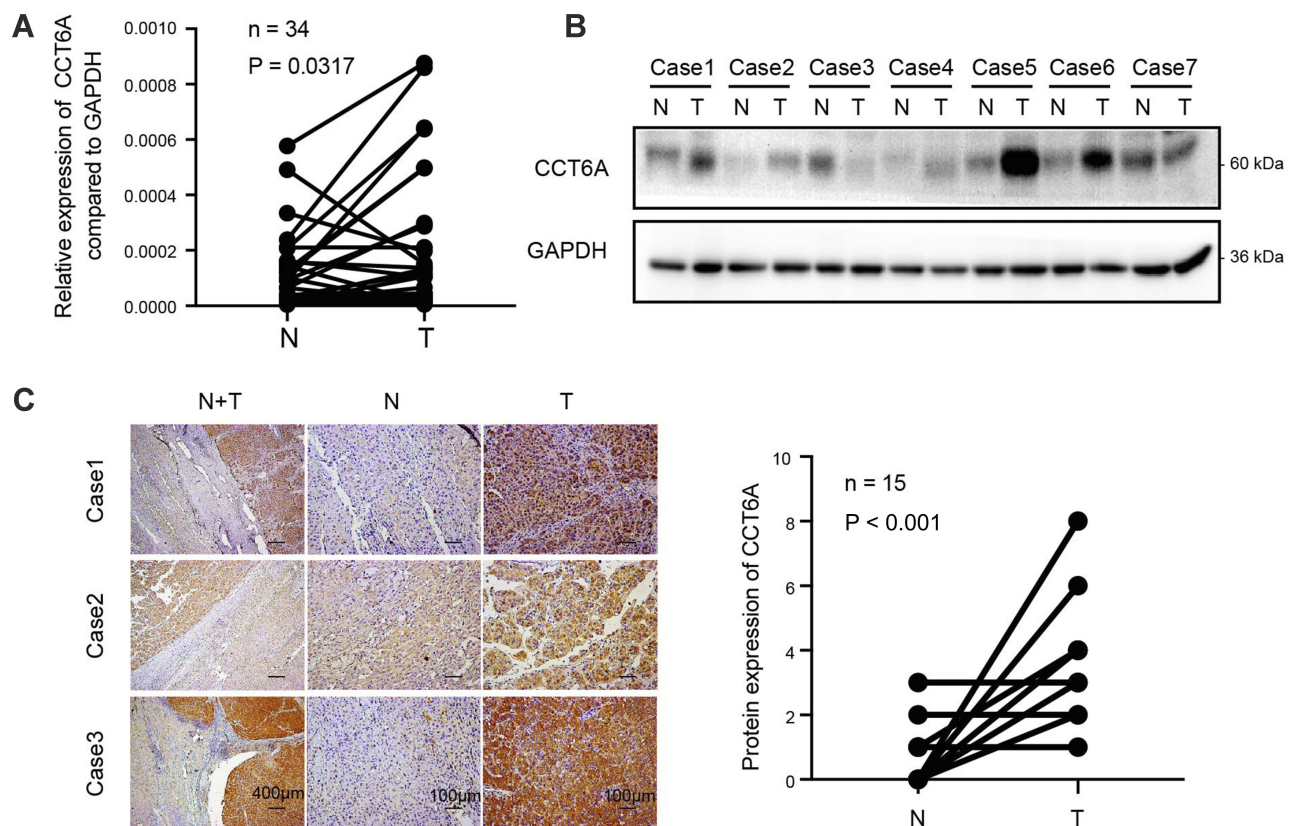 A
Relative expression of CCT6A
compared to GAPDH
0.0010
0.0008
0.0006
0.0004
0.0002
0.0000
n = 34
P = 0.0317
N T
B
Case1 Case2 Case3 Case4 Case5 Case6 Case7
N T N T N T N T N T N T N T
CCT6A
60 kDa
GAPDH
36 kDa
C
N+T N T
Case1
Case2
Case3
400µm 100µm 100µm
Protein expression of CCT6A
10
8
6
4
2
0
n = 15
P < 0.001
N T